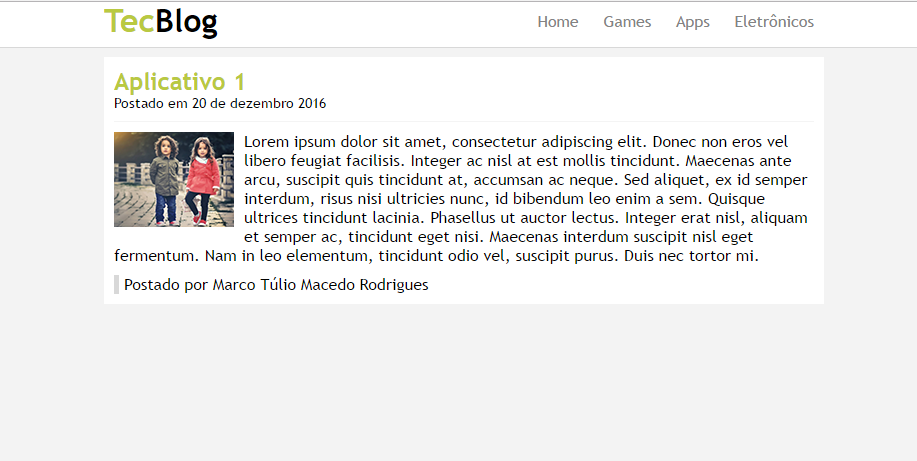 TecBlog
Home Games Apps Eletrônicos
Aplicativo 1
Postado em 20 de dezembro 2016
Lorem ipsum dolor sit amet, consectetur adipiscing elit. Donec non eros vel
libero feugiat facilisis. Integer ac nisl at est mollis tincidunt. Maecenas ante
arcu, suscipit quis tincidunt at, accumsan ac neque. Sed aliquet, ex id semper
interdum, risus nisi ultricies nunc, id bibendum leo enim a sem. Quisque
ultrices tincidunt lacinia. Phasellus ut auctor lectus. Integer erat nisl, aliquam
et semper ac, tincidunt eget nisi. Maecenas interdum suscipit nisl eget
fermentum. Nam in leo elementum, tincidunt odio vel, suscipit purus. Duis nec tortor mi.
Postado por Marco Túlio Macedo Rodrigues